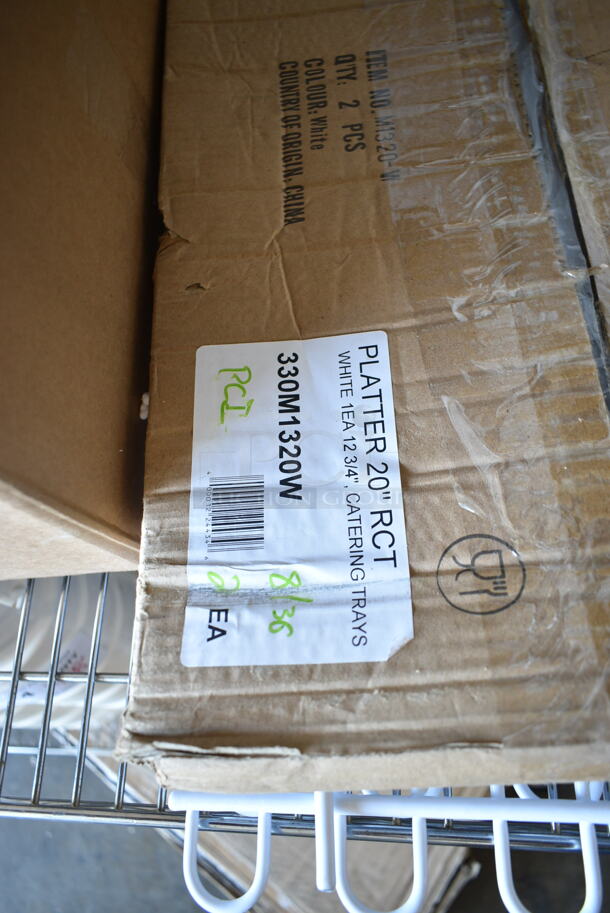 ITEM NO. M1320-W
QTY: 2 PCS
COLOUR: White
COUNTRY OF ORIGIN: CHINA
PLATTER 20" RCT
WHITE 1EA 12 3/4", CATERING TRAYS
330M1320W
PCI
8/36
2 EA